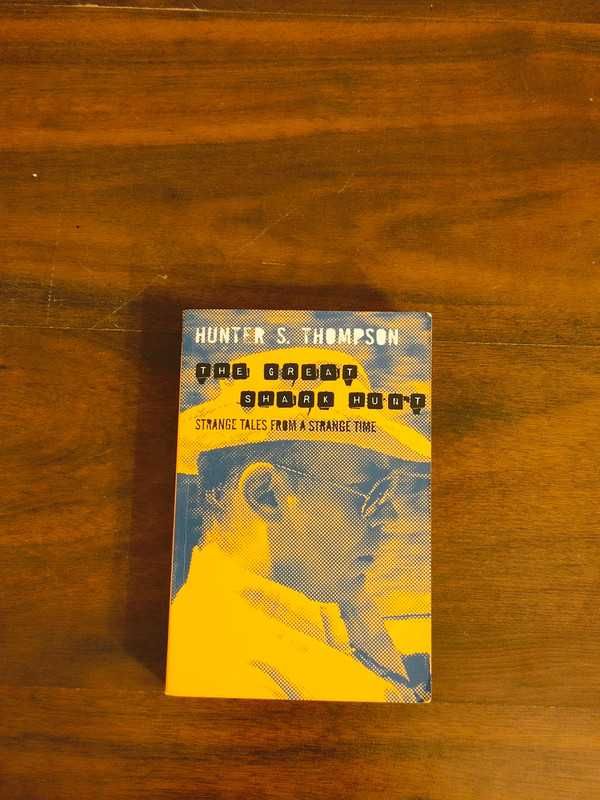 HUNTER S. THOMPSON
THE GREAT
SHARK HUNT
STRANGE TALES FROM A STRANGE TIME